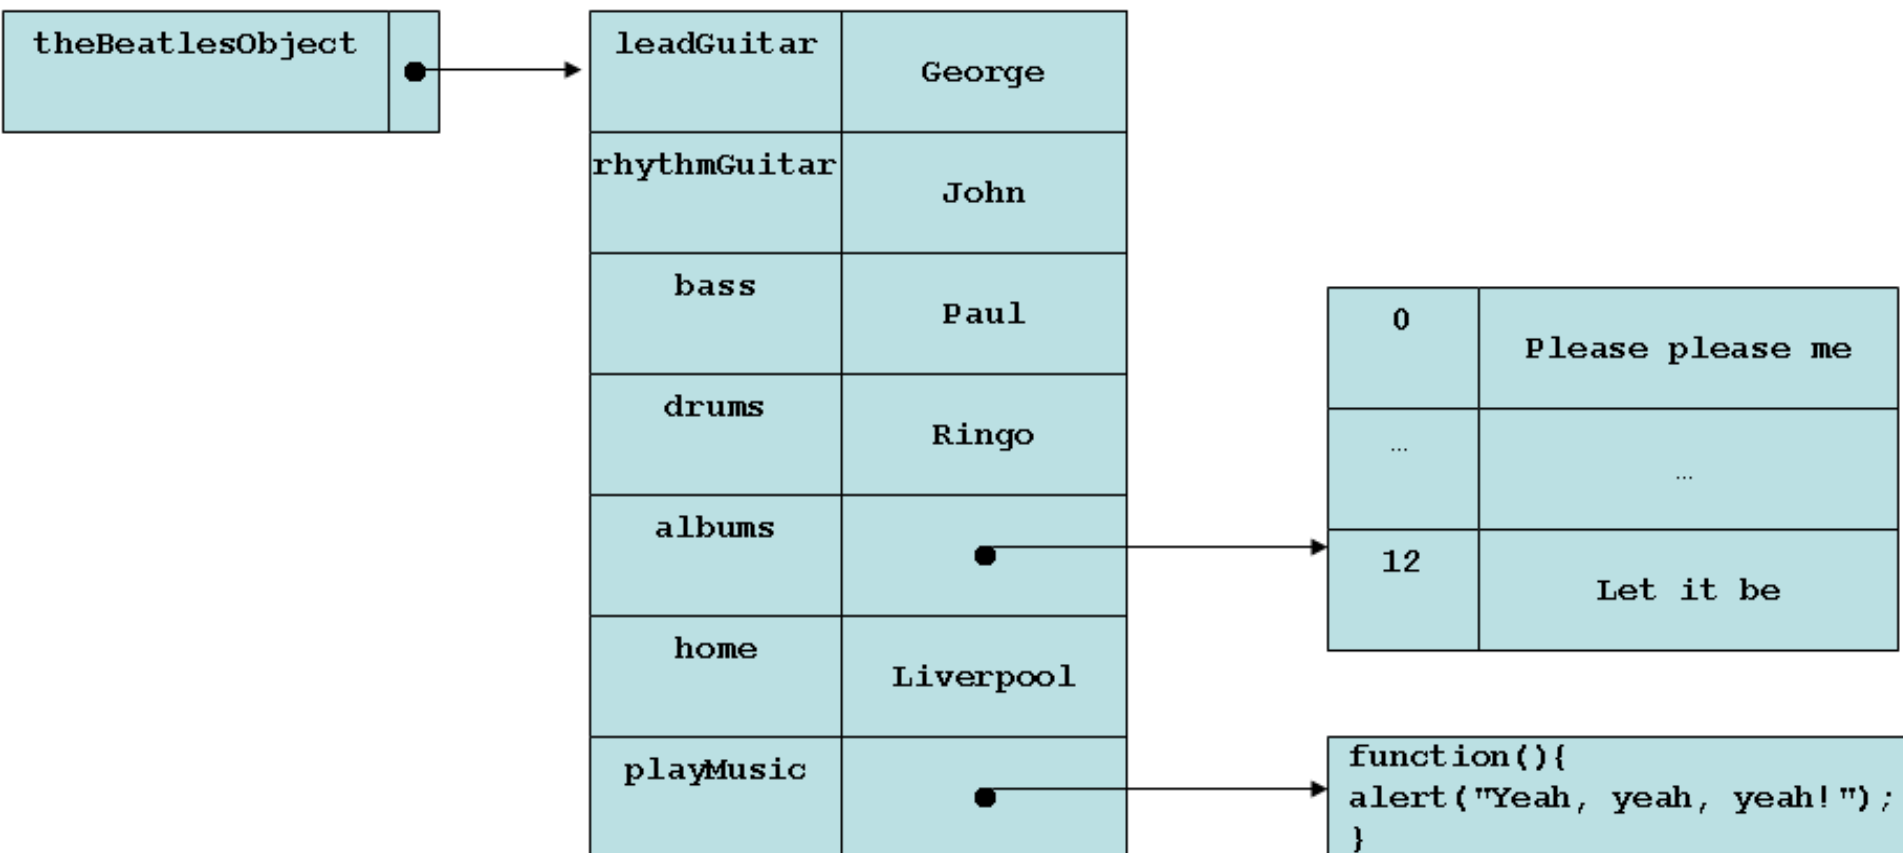 theBeatlesObject
leadGuitar
George
rhythmGuitar
John
bass
Paul
drums
Ringo
albums
home
Liverpool
playMusic
0
Please please me
...
...
12
Let it be
function(){
alert("Yeah, yeah, yeah!");
}